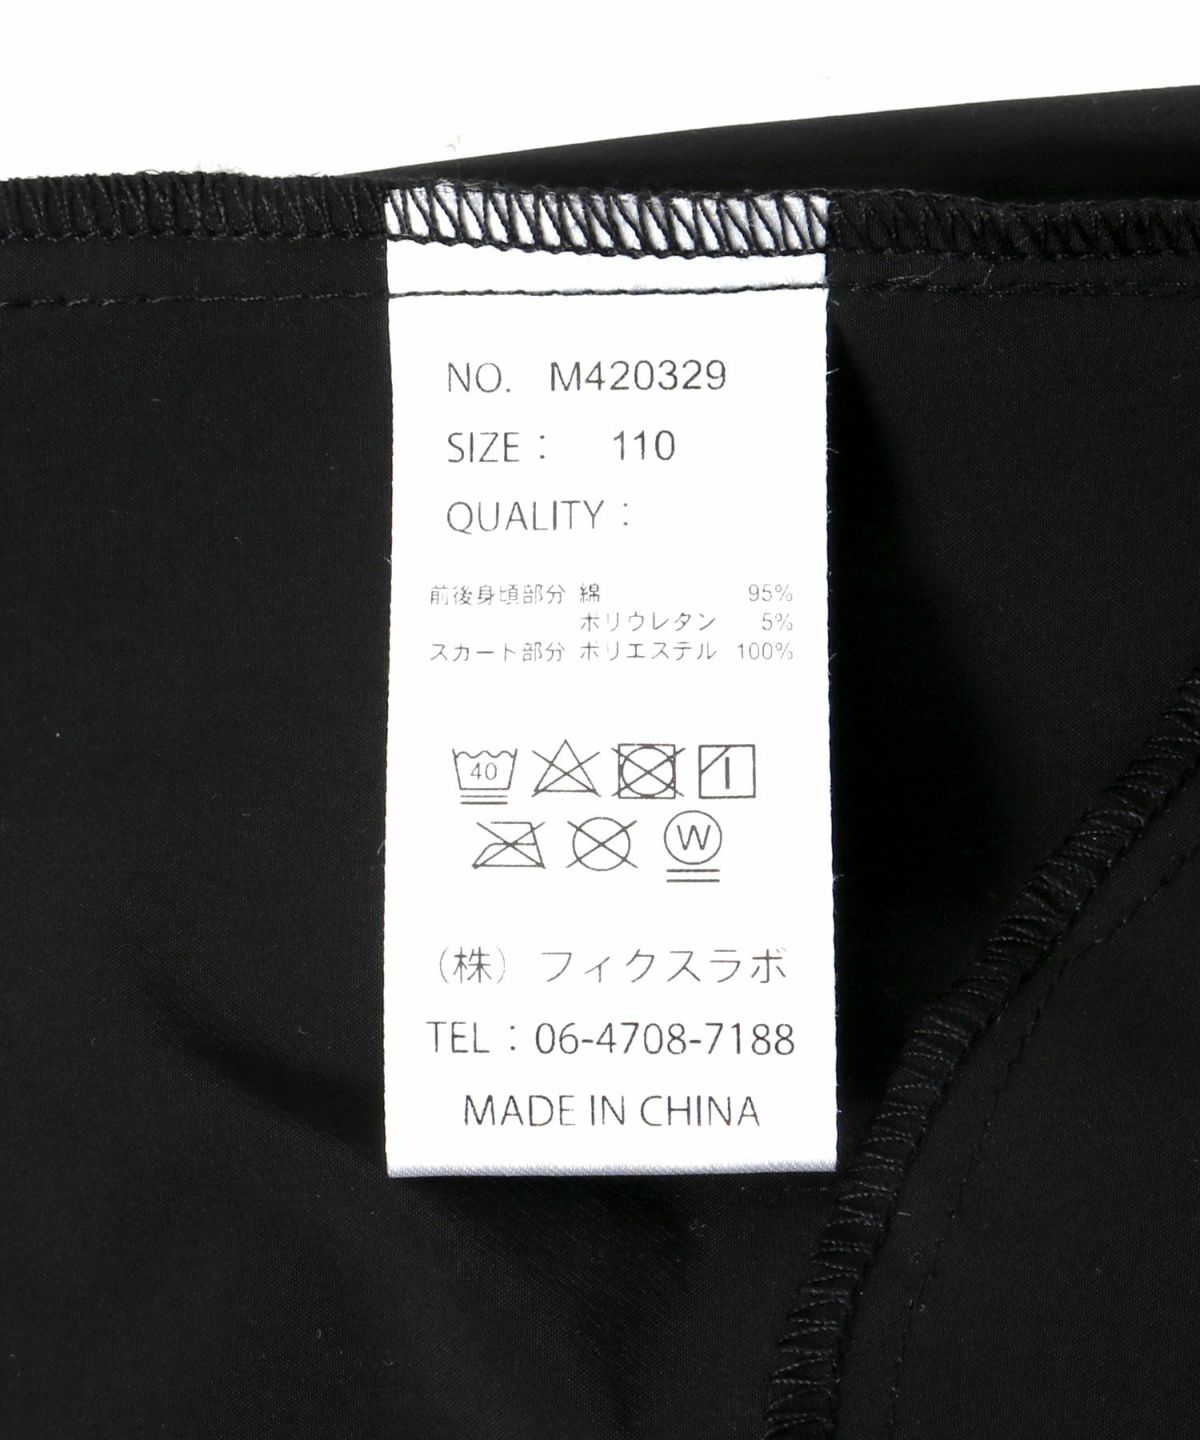 NO. M420329
SIZE： 110
QUALITY：
前後身頃部分 綿 95%
ポリウレタン 5%
スカート部分 ポリエステル 100%
40
W
（株）フィクスラボ
TEL：06-4708-7188
MADE IN CHINA